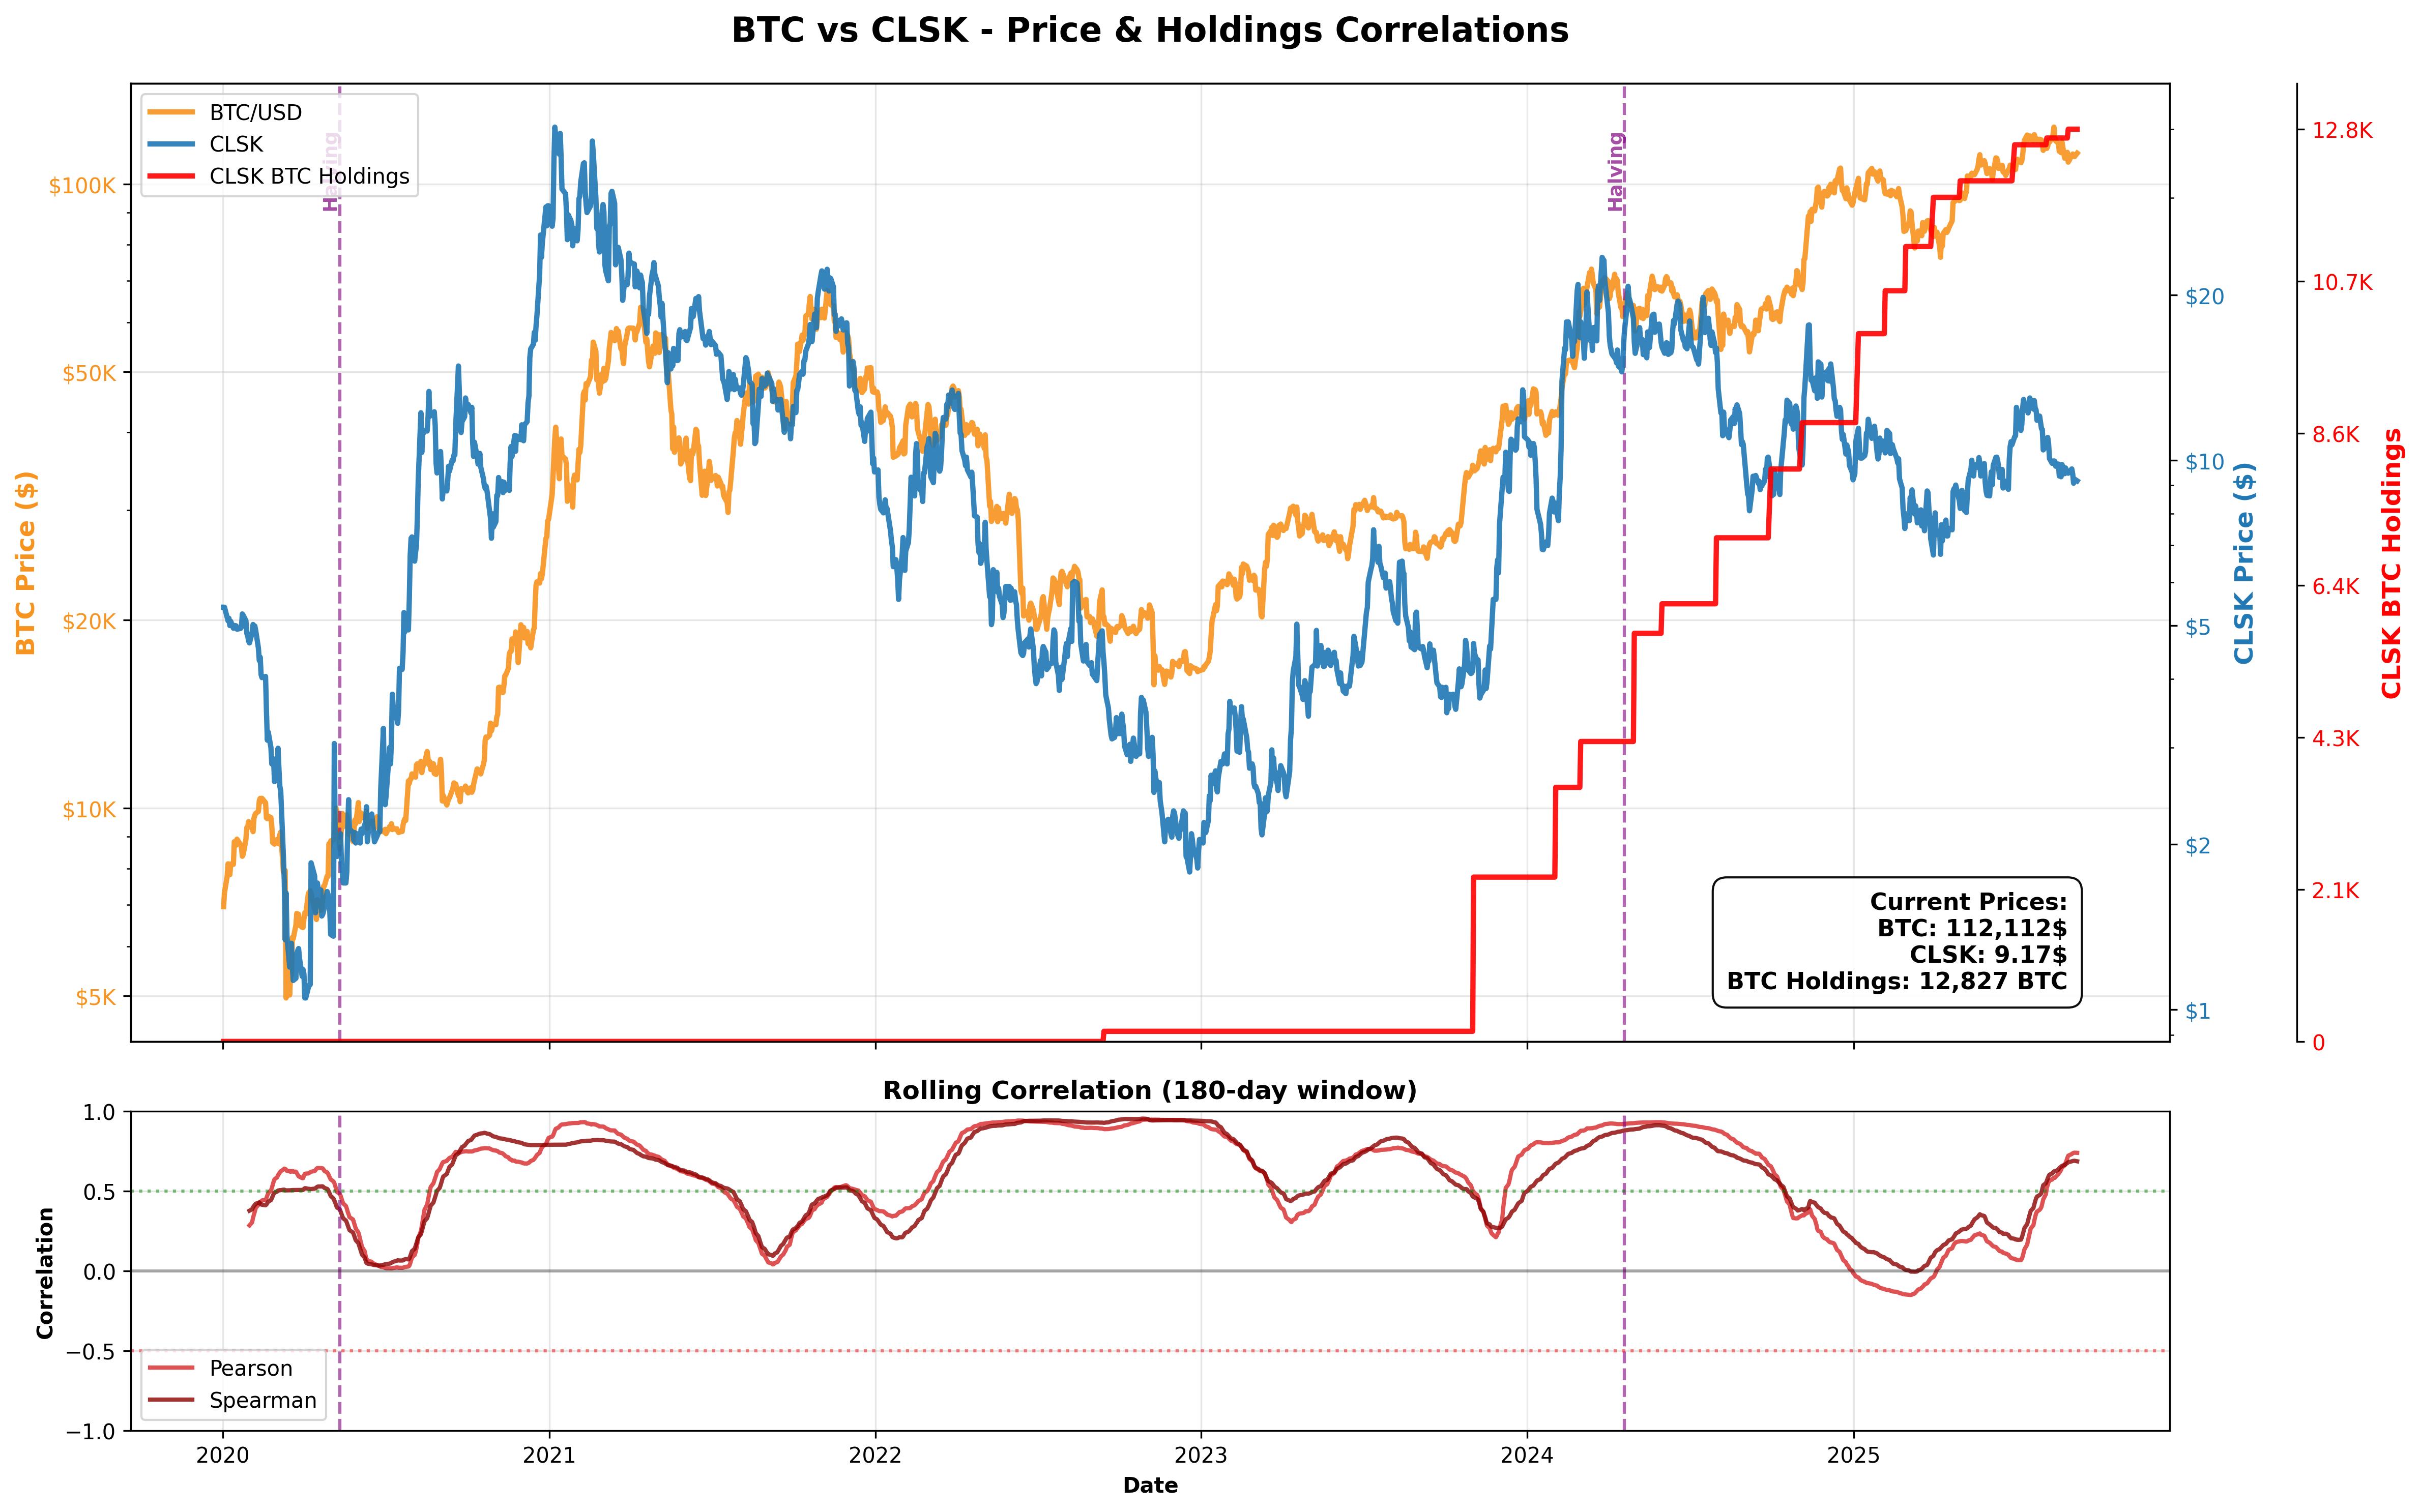 BTC vs CLSK - Price & Holdings Correlations
BTC/USD
CLSK
CLSK BTC Holdings
Halving
Halving
BTC Price ($)
$100K
$50K
$20K
$10K
$5K
CLSK Price ($)
$20
$10
$5
$2
$1
CLSK BTC Holdings
12.8K
10.7K
8.6K
6.4K
4.3K
2.1K
0
Current Prices:
BTC: 112,112$
CLSK: 9.17$
BTC Holdings: 12,827 BTC
Rolling Correlation (180-day window)
Correlation
1.0
0.5
0.0
−0.5
−1.0
Pearson
Spearman
2020
2021
2022
2023
2024
2025
Date